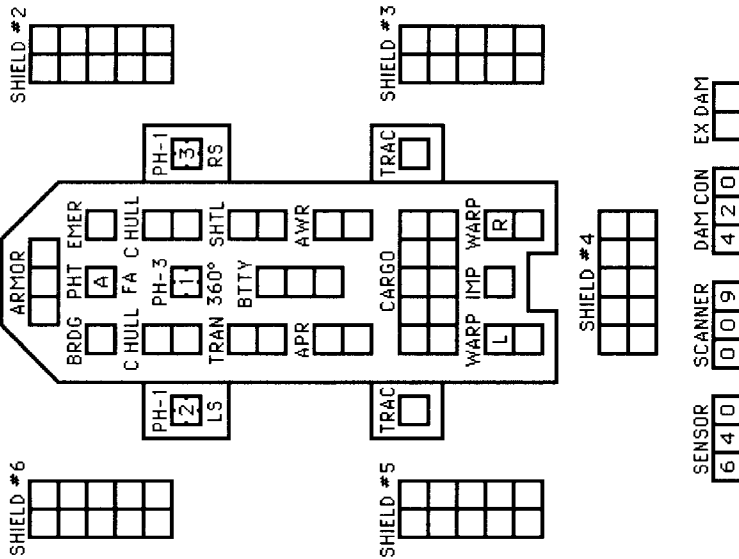 SHIELD #2
SHIELD #6
ARMOR
BRDG PHT EMER
A
C HULL FA C HULL
PH-1
2
LS
PH-3
1
360°
PH-1
3
RS
TRAN SHTL
BTTY
APR AWR
SHIELD #5
SHIELD #3
TRAC
TRAC
CARGO
WARP IMP WARP
L R
SHIELD #4
SENSOR
6 4 0
SCANNER
0 0 9
DAM CON
4 2 0
EX DAM